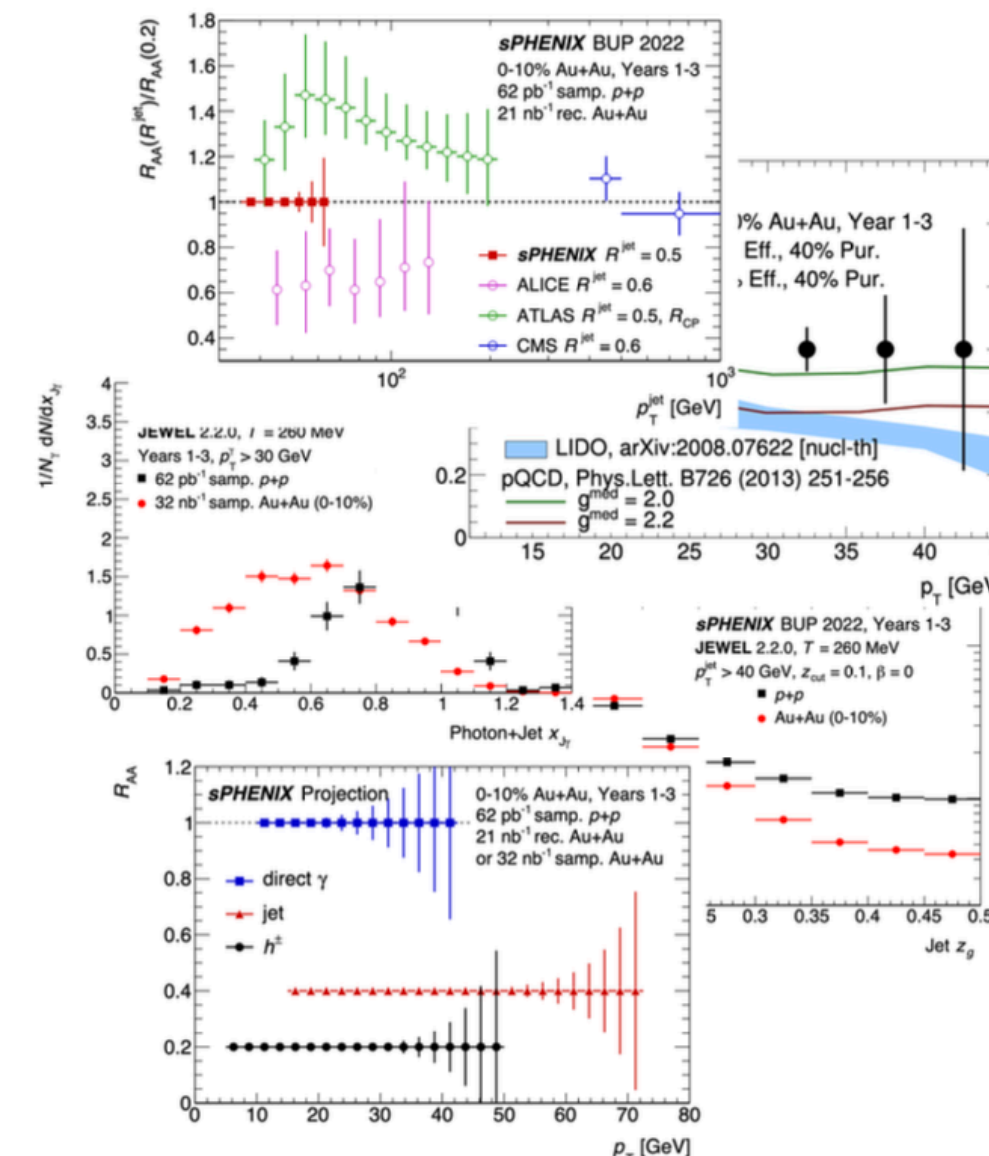 1.8
1.6
1.4
1.2
1
0.8
0.6
0.4
R_AA(R^jet)/R_AA(0.2)
sPHENIX BUP 2022
0-10% Au+Au, Years 1-3
62 pb⁻¹ samp. p+p
21 nb⁻¹ rec. Au+Au
sPHENIX R^jet = 0.5
ALICE R^jet = 0.6
ATLAS R^jet = 0.5, R_CP
CMS R^jet = 0.6
10² 10³
p_T^jet [GeV]
0% Au+Au, Year 1-3
Eff., 40% Pur.
Eff., 40% Pur.
LIDO, arXiv:2008.07622 [nucl-th]
pQCD, Phys.Lett. B726 (2013) 251-256
g^med = 2.0
g^med = 2.2
0.2
0
15 20 25 30 35 40
p_T [GeV
1//N_T dN/dx_JT
4
3.5
3
2.5
2
1.5
1
0.5
0
JEWEL 2.2.0, T = 260 MeV
Years 1-3, p_T^γ > 30 GeV
62 pb⁻¹ samp. p+p
32 nb⁻¹ samp. Au+Au (0-10%)
0.2 0.4 0.6 0.8 1 1.2 1.4
Photon+Jet x_JT
sPHENIX BUP 2022, Years 1-3
JEWEL 2.2.0, T = 260 MeV
p_T^jet > 40 GeV, z_cut = 0.1, β = 0
p+p
Au+Au (0-10%)
5 0.3 0.35 0.4 0.45 0.5
Jet z_g
R_AA
1.2
1
0.8
0.6
0.4
0.2
0
sPHENIX Projection
0-10% Au+Au, Years 1-3
62 pb⁻¹ samp. p+p
21 nb⁻¹ rec. Au+Au
or 32 nb⁻¹ samp. Au+Au
direct γ
jet
h±
0 10 20 30 40 50 60 70 80
p_T [GeV]